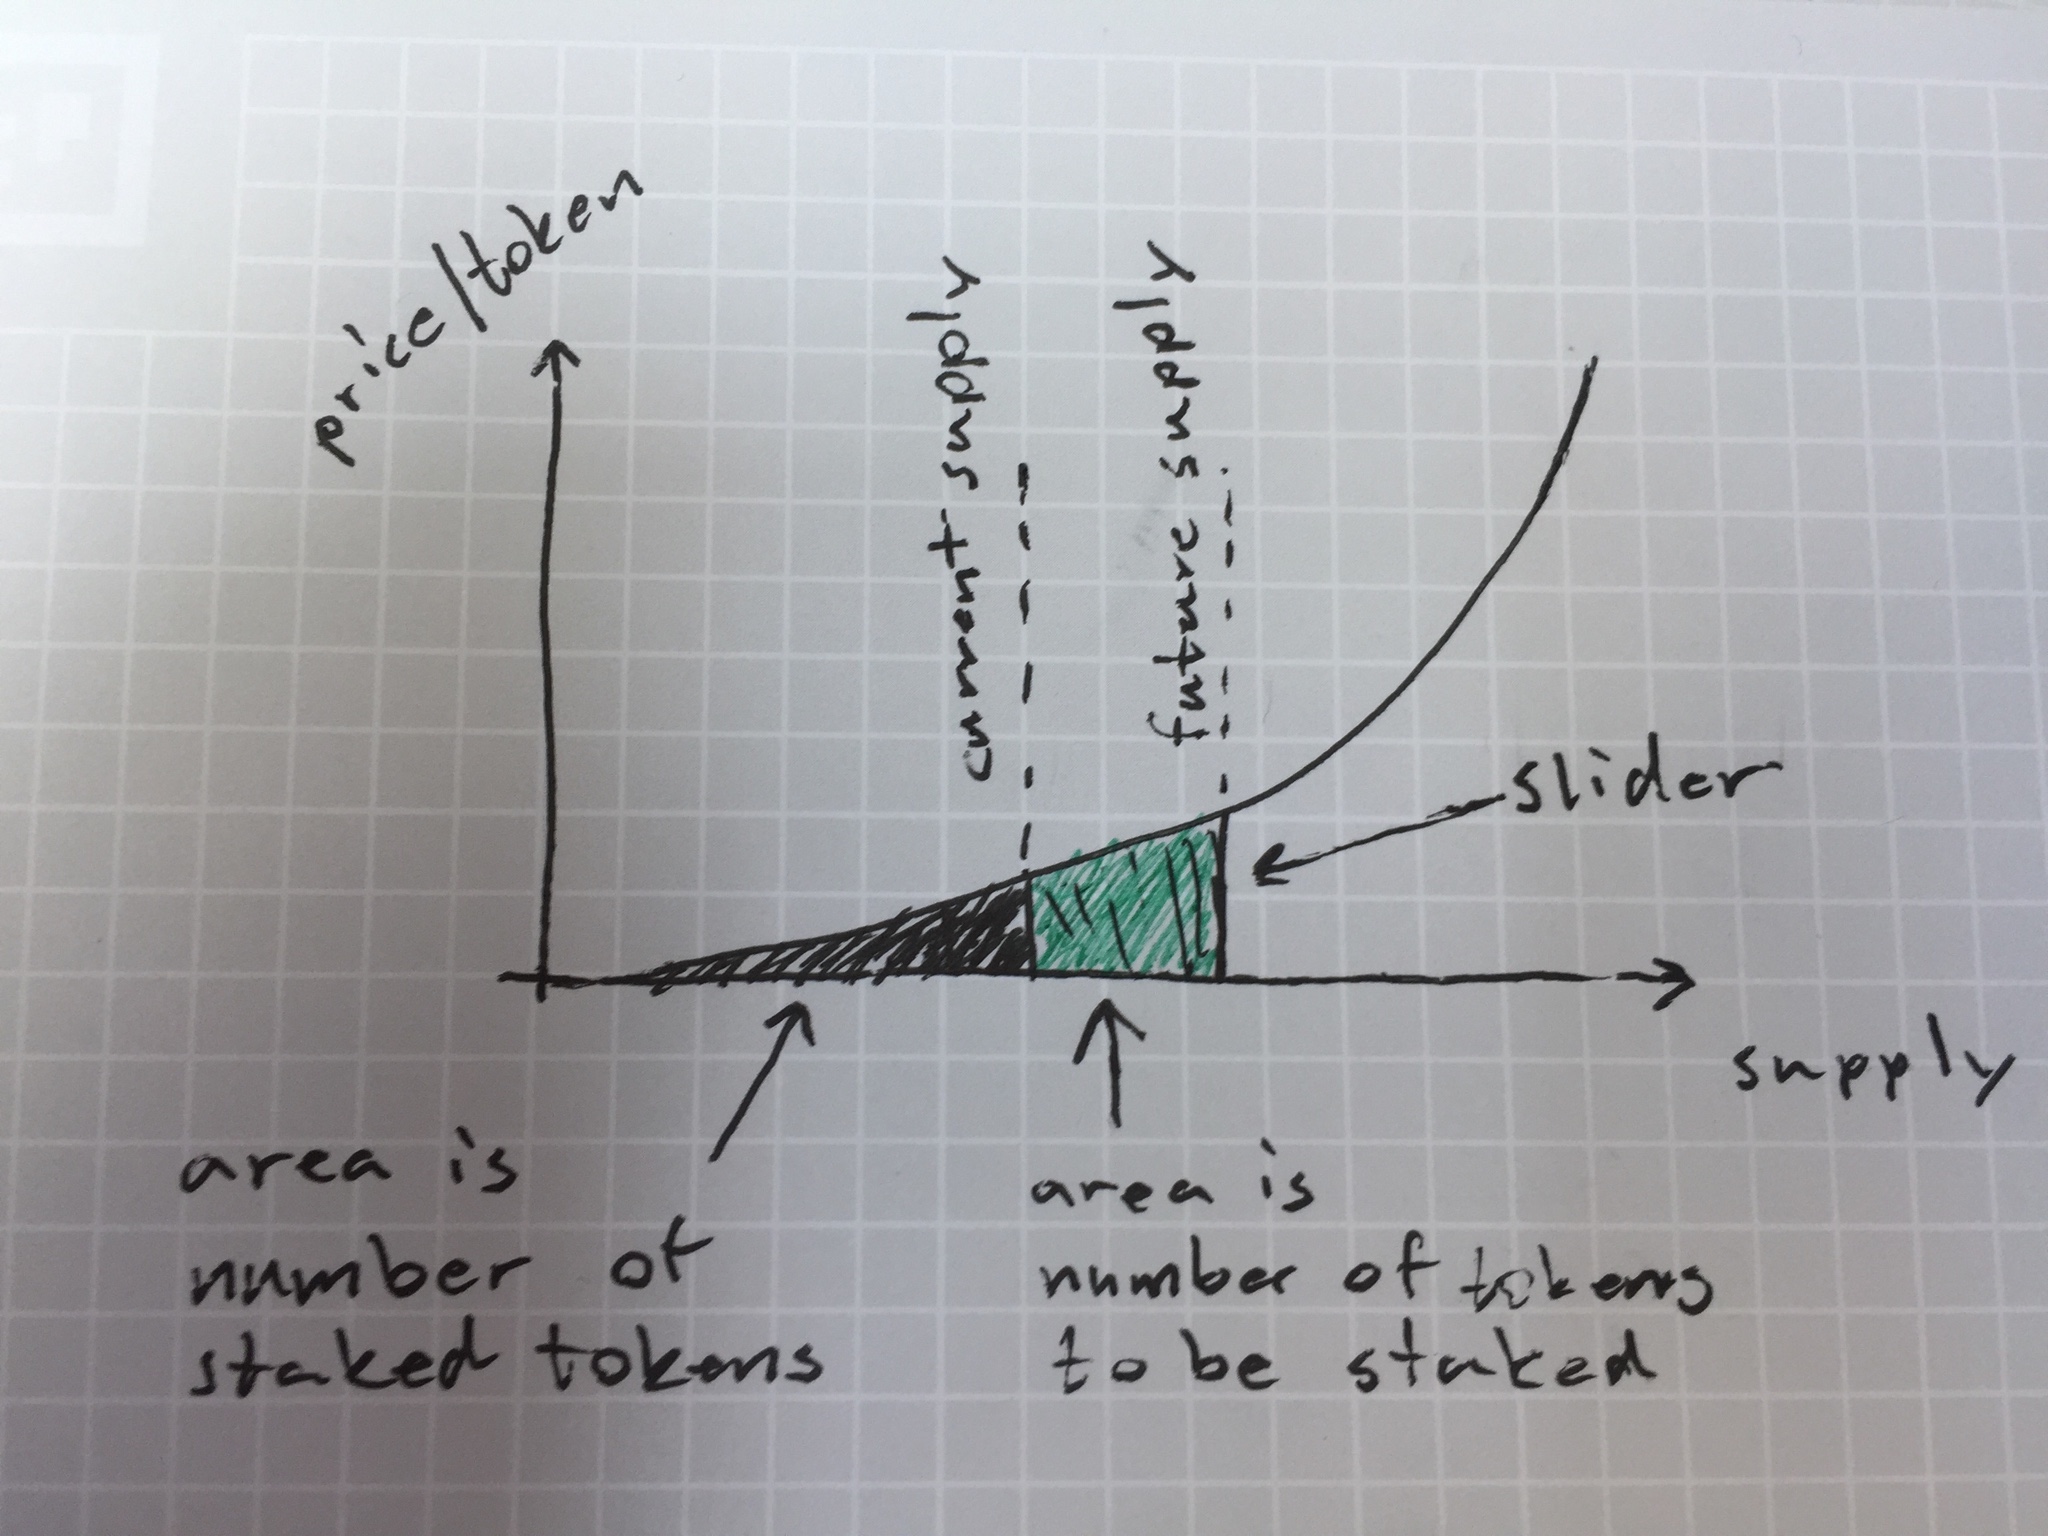 price/token
current supply
future supply
slider
supply
area is
number of
staked tokens
area is
number of tokens
to be staked